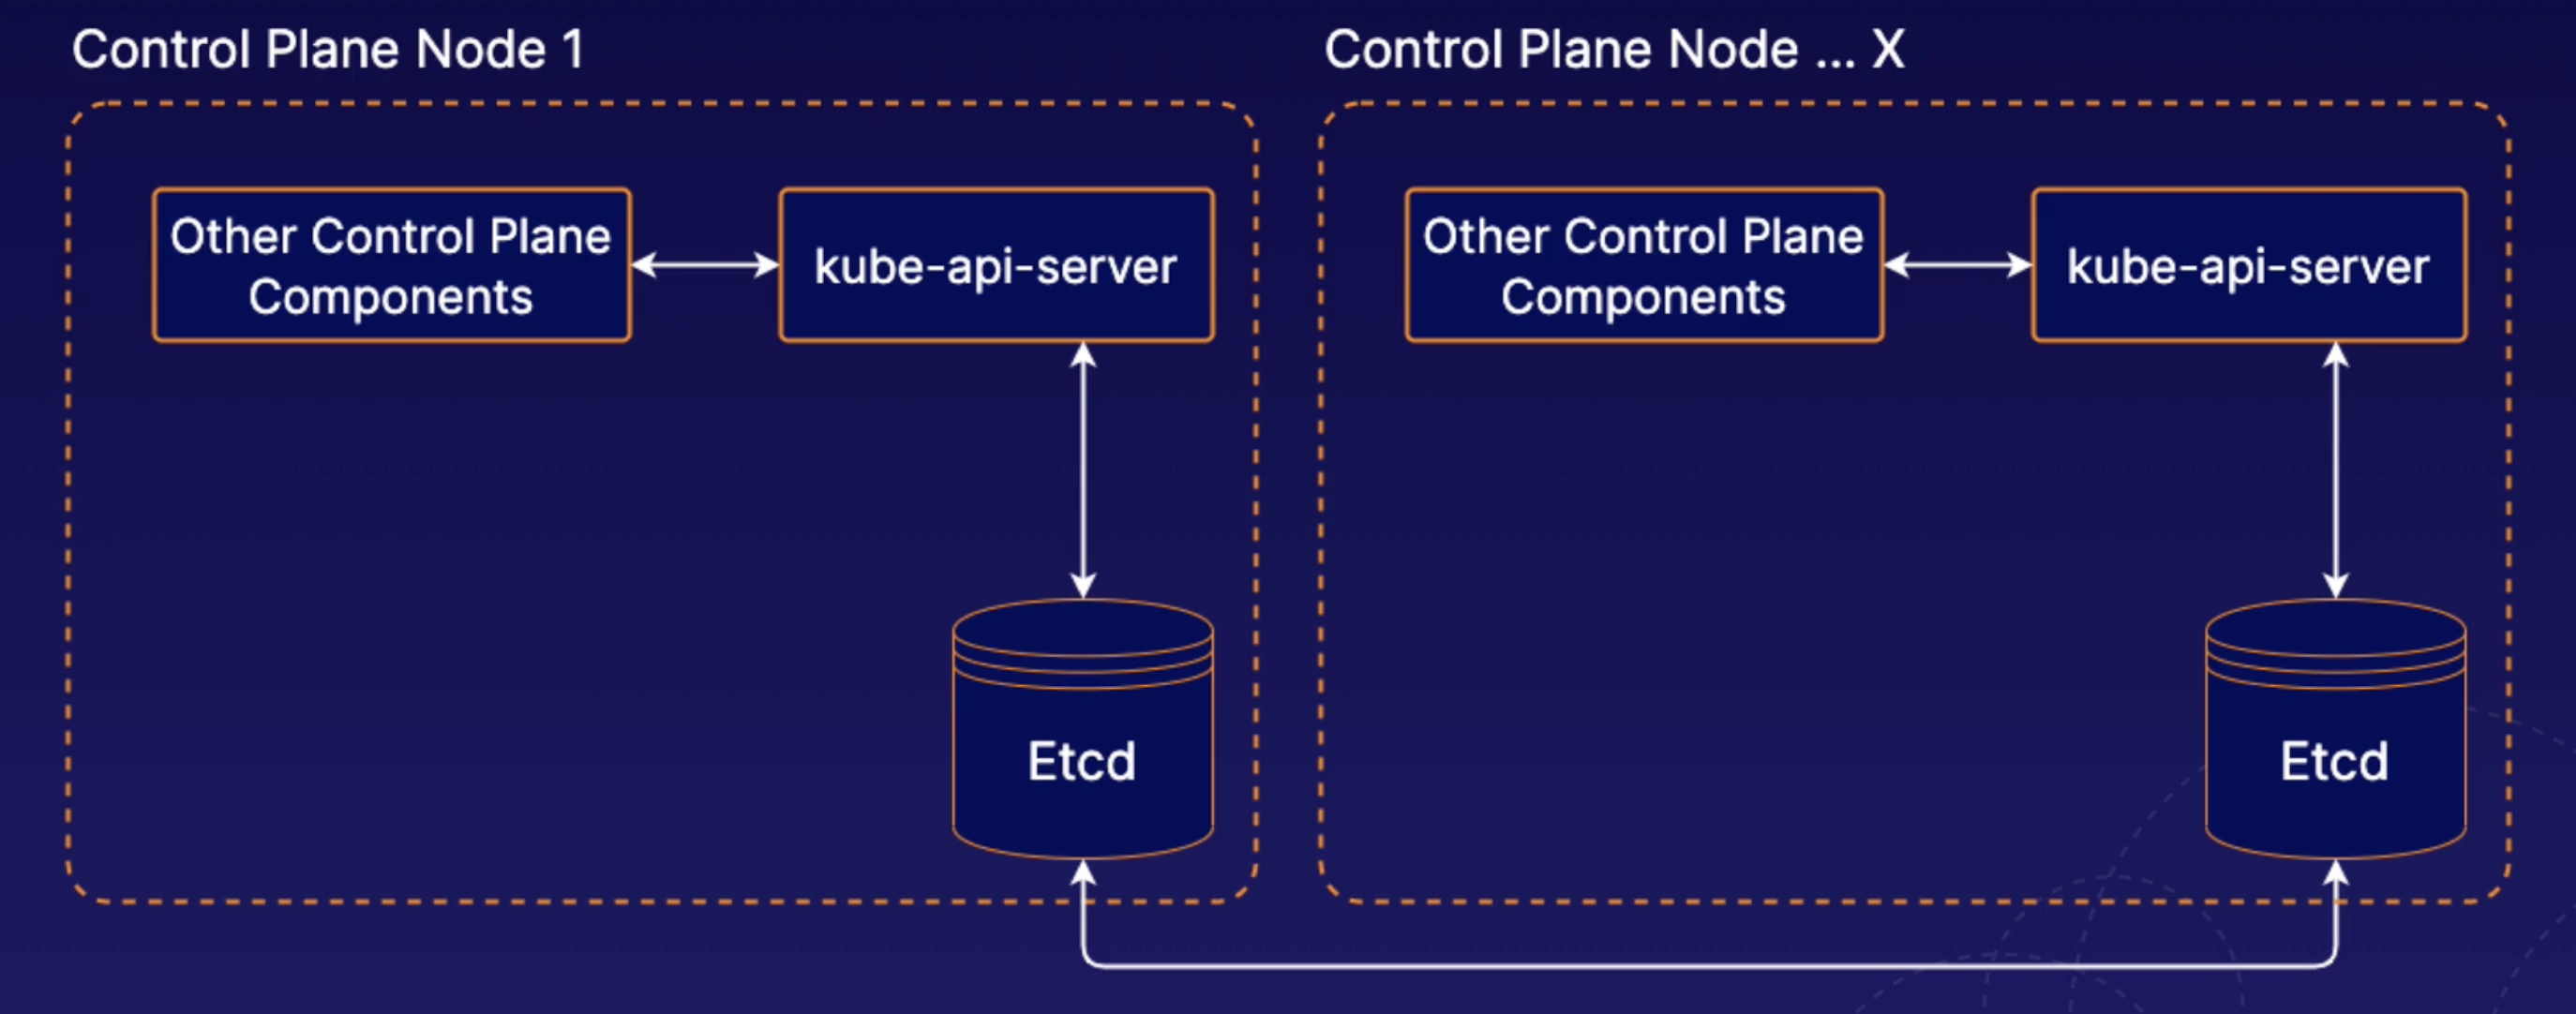 Control Plane Node 1
Other Control Plane
Components
kube-api-server
Etcd
Control Plane Node ... X
Other Control Plane
Components
kube-api-server
Etcd